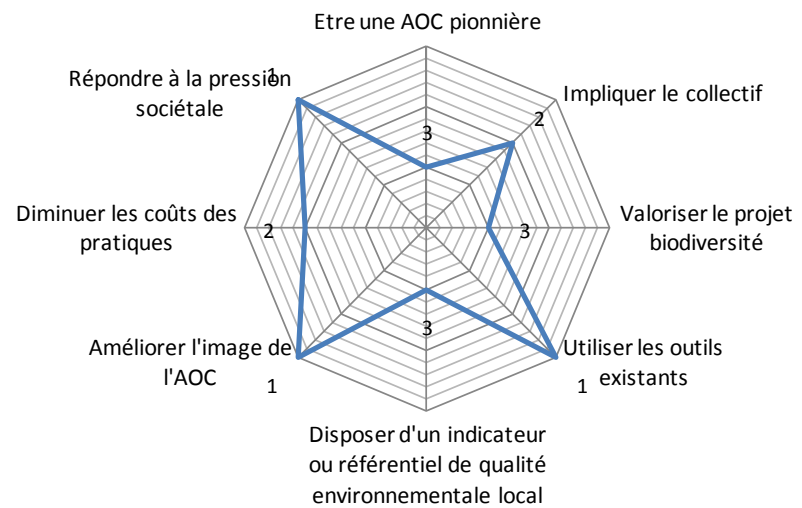 Etre une AOC pionnière
1
Répondre à la pression
sociétale
Impliquer le collectif
2
3
Diminuer les coûts des
pratiques
2
3
Valoriser le projet
biodiversité
3
Améliorer l'image de
l'AOC
1
Utiliser les outils
existants
1
Disposer d'un indicateur
ou référentiel de qualité
environnementale local